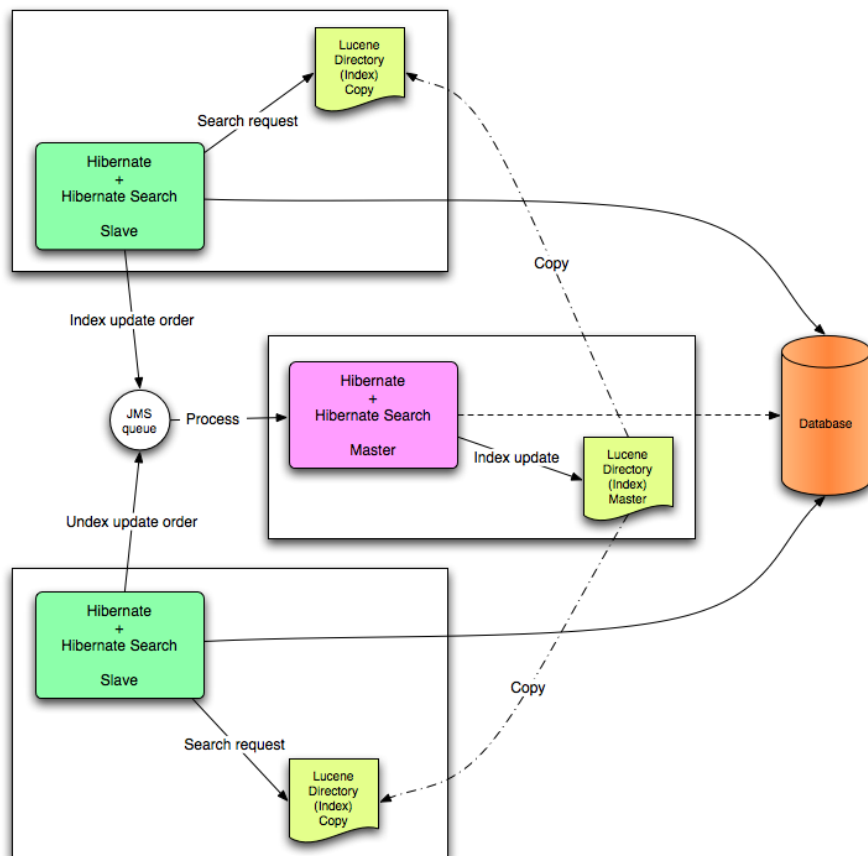 Lucene
Directory
(Index)
Copy
Search request
Hibernate
+
Hibernate Search
Slave
Copy
Index update order
Hibernate
+
Hibernate Search
Master
JMS
queue
Process
Database
Index update
Lucene
Directory
(Index)
Master
Undex update order
Hibernate
+
Hibernate Search
Slave
Copy
Search request
Lucene
Directory
(Index)
Copy